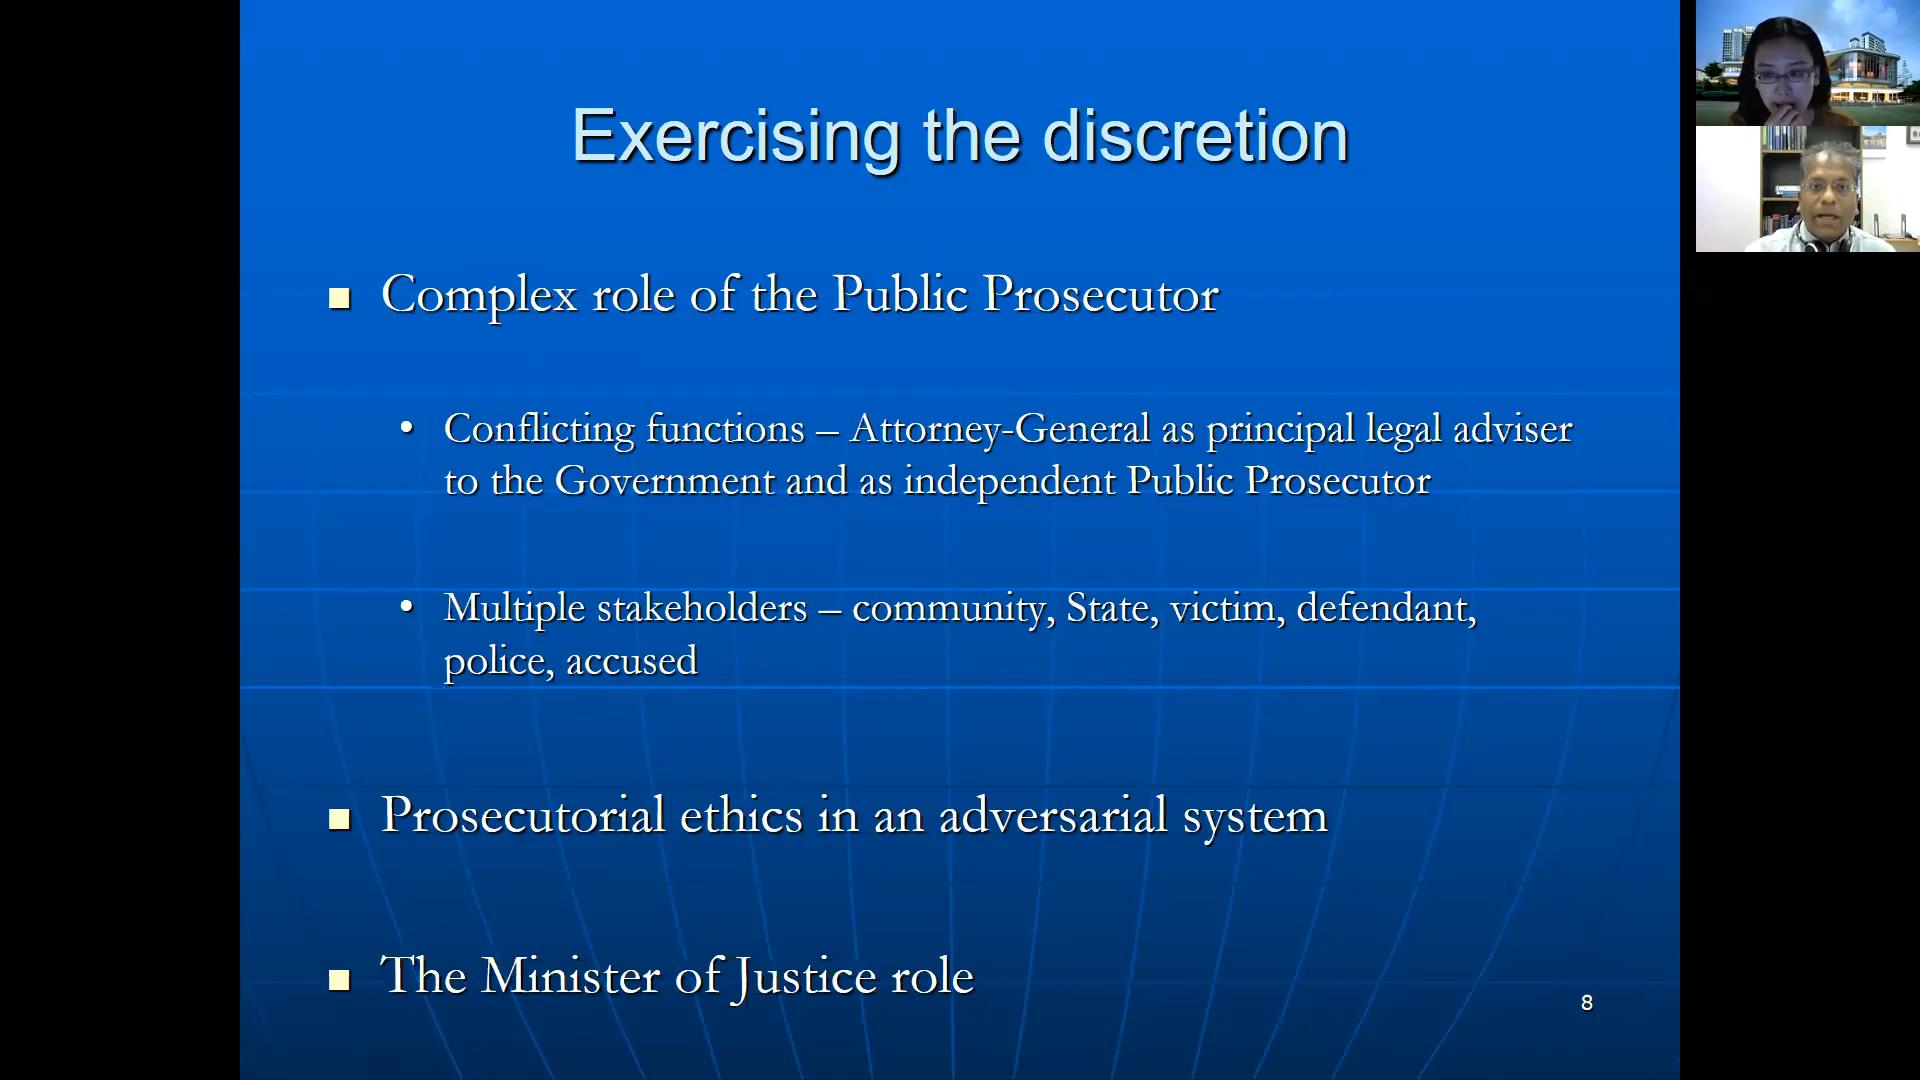 Exercising the discretion
■ Complex role of the Public Prosecutor
• Conflicting functions – Attorney-General as principal legal adviser
to the Government and as independent Public Prosecutor
• Multiple stakeholders – community, State, victim, defendant,
police, accused
■ Prosecutorial ethics in an adversarial system
■ The Minister of Justice role
8